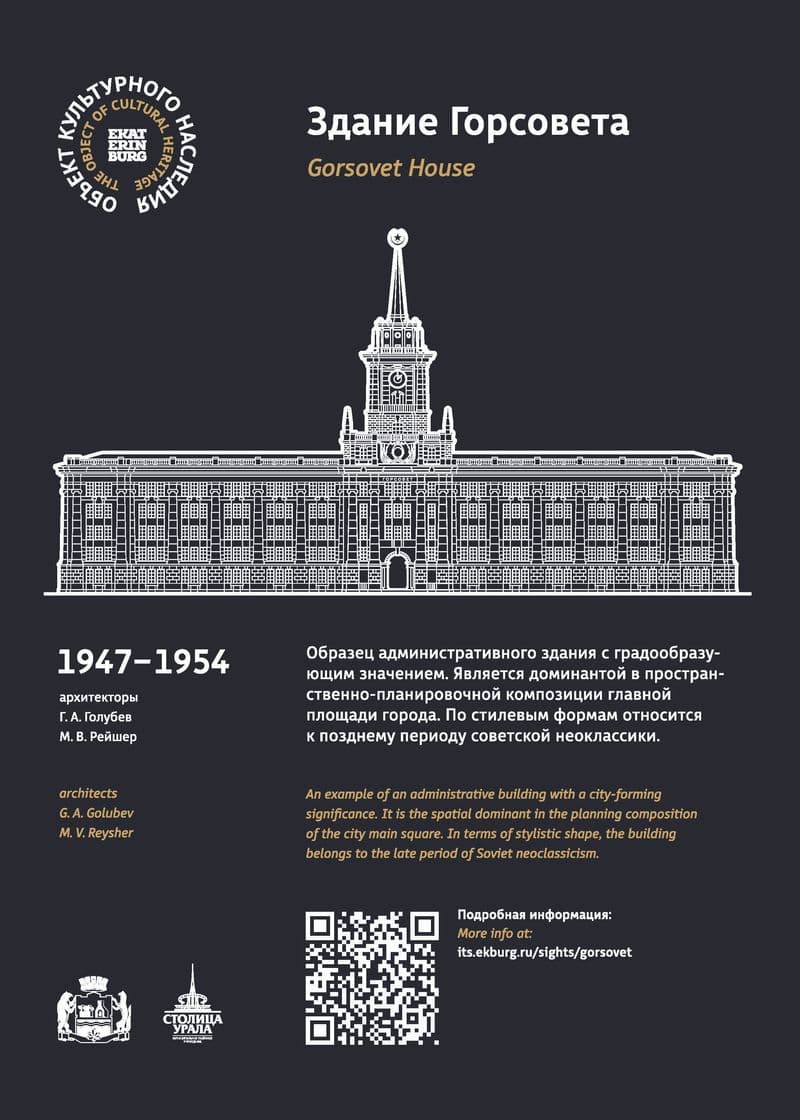 ОБЪЕКТ КУЛЬТУРНОГО НАСЛЕДИЯ
THE OBJECT OF CULTURAL HERITAGE
EKAT
ERIN
BURG
Здание Горсовета
Gorsovet House
ГОРСОВЕТ
1947–1954
архитекторы
Г. А. Голубев
М. В. Рейшер
Образец административного здания с градообразу-
ющим значением. Является доминантой в простран-
ственно-планировочной композиции главной
площади города. По стилевым формам относится
к позднему периоду советской неоклассики.
architects
G. A. Golubev
M. V. Reysher
An example of an administrative building with a city-forming
significance. It is the spatial dominant in the planning composition
of the city main square. In terms of stylistic shape, the building
belongs to the late period of Soviet neoclassicism.
Подробная информация:
More info at:
its.ekburg.ru/sights/gorsovet
СТОЛИЦА
УРАЛА